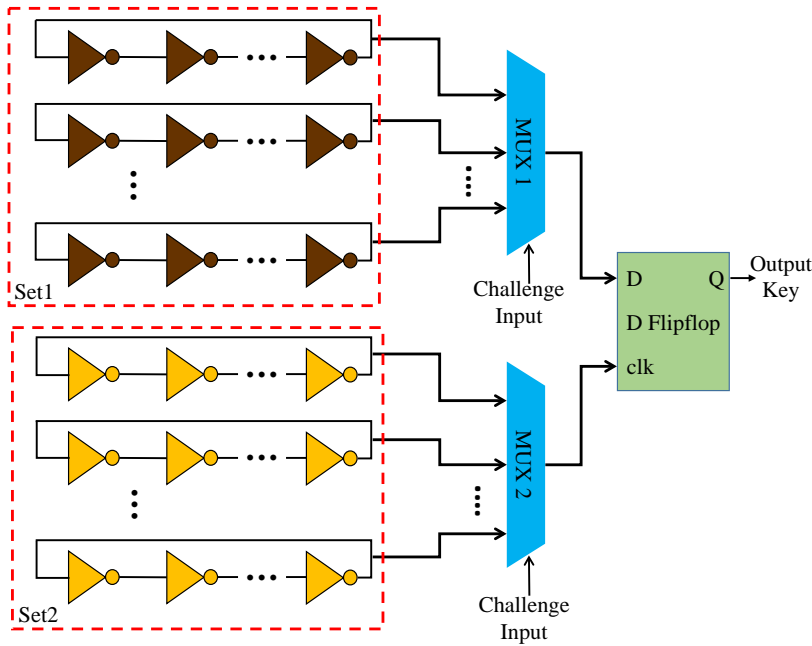 MUX 1
Set1
Challenge
Input
D
Q
D Flipflop
clk
Output
Key
MUX 2
Set2
Challenge
Input